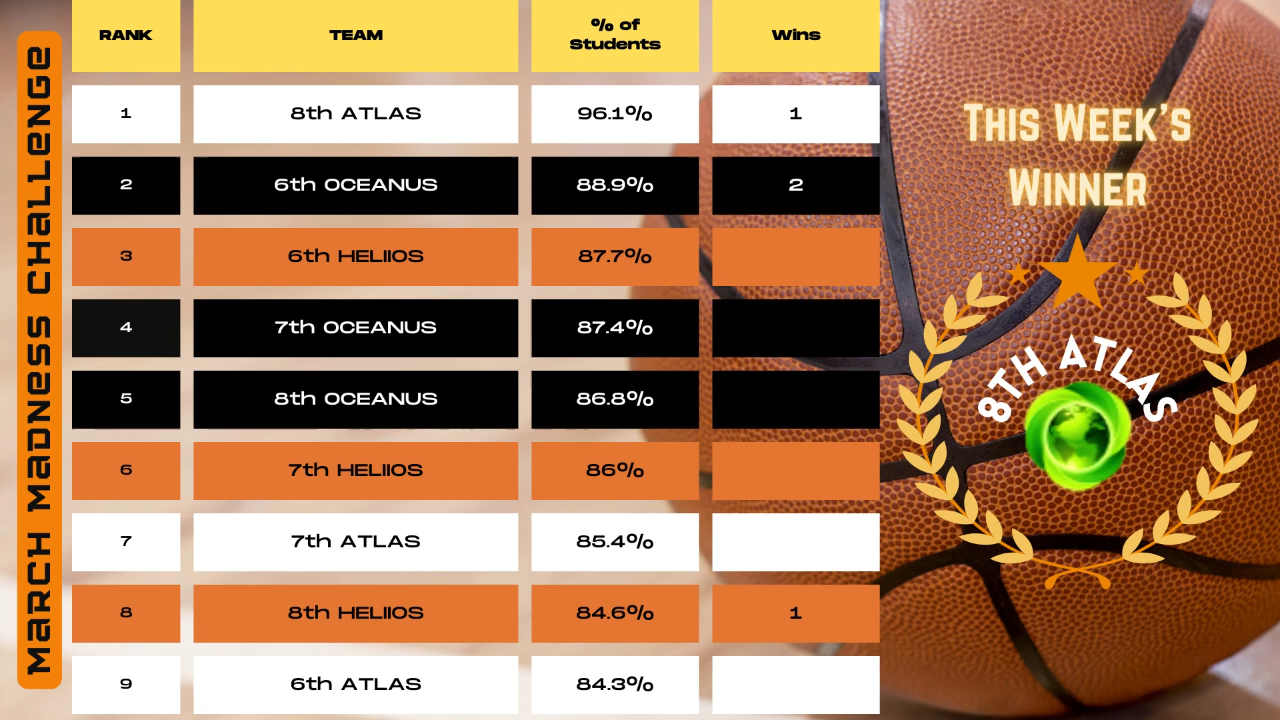 MARCH MADNESS CHALLENGE
RANK TEAM % of Students Wins
1 8th ATLAS 96.1% 1
2 6th OCEANUS 88.9% 2
3 6th HELIIOS 87.7%
4 7th OCEANUS 87.4%
5 8th OCEANUS 86.8%
6 7th HELIIOS 86%
7 7th ATLAS 85.4%
8 8th HELIIOS 84.6% 1
9 6th ATLAS 84.3%
THIS WEEK'S
WINNER
8TH ATLAS